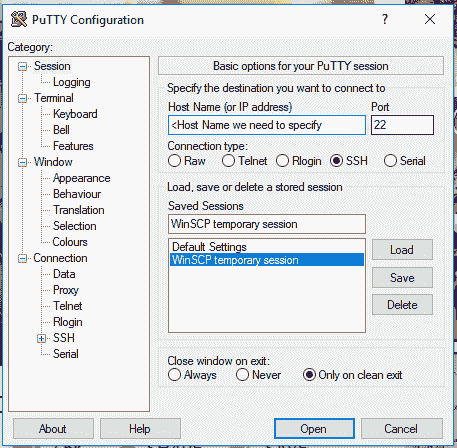 PuTTY Configuration
Category:
Session
Logging
Terminal
Keyboard
Bell
Features
Window
Appearance
Behaviour
Translation
Selection
Colours
Connection
Data
Proxy
Telnet
Rlogin
SSH
Serial
Basic options for your PuTTY session
Specify the destination you want to connect to
Host Name (or IP address) Port
<Host Name we need to specify 22
Connection type:
Raw Telnet Rlogin SSH Serial
Load, save or delete a stored session
Saved Sessions
WinSCP temporary session
Default Settings
WinSCP temporary session
Load
Save
Delete
Close window on exit:
Always Never Only on clean exit
About Help Open Cancel